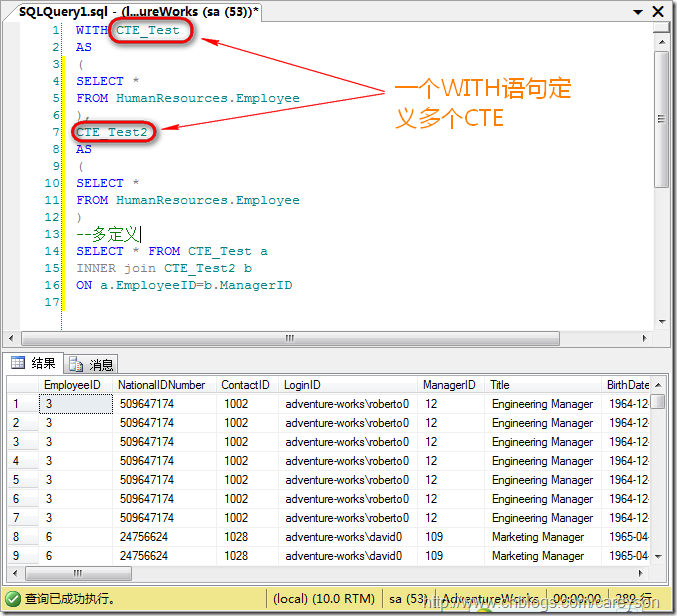 SQLQuery1.sql - (l...ureWorks (sa (53))*
1 WITH CTE_Test
2 AS
3 (
4 SELECT *
5 FROM HumanResources.Employee
6 ),
7 CTE_Test2
8 AS
9 (
10 SELECT *
11 FROM HumanResources.Employee
12 )
13 --多定义
14 SELECT * FROM CTE_Test a
15 INNER join CTE_Test2 b
16 ON a.EmployeeID=b.ManagerID
17
一个WITH语句定
义多个CTE
结果 消息
EmployeeID NationalIDNumber ContactID LoginID ManagerID Title BirthDate
1 3 509647174 1002 adventure-works\roberto0 12 Engineering Manager 1964-12-
2 3 509647174 1002 adventure-works\roberto0 12 Engineering Manager 1964-12-
3 3 509647174 1002 adventure-works\roberto0 12 Engineering Manager 1964-12-
4 3 509647174 1002 adventure-works\roberto0 12 Engineering Manager 1964-12-
5 3 509647174 1002 adventure-works\roberto0 12 Engineering Manager 1964-12-
6 3 509647174 1002 adventure-works\roberto0 12 Engineering Manager 1964-12-
7 3 509647174 1002 adventure-works\roberto0 12 Engineering Manager 1964-12-
8 6 24756624 1028 adventure-works\david0 109 Marketing Manager 1965-04-
9 6 24756624 1028 adventure-works\david0 109 Marketing Manager 1965-04-
查询已成功执行。 (local) (10.0 RTM) sa (53) AdventureWorks 00:00:00 289 行
http://www.cnblogs.com/careyson